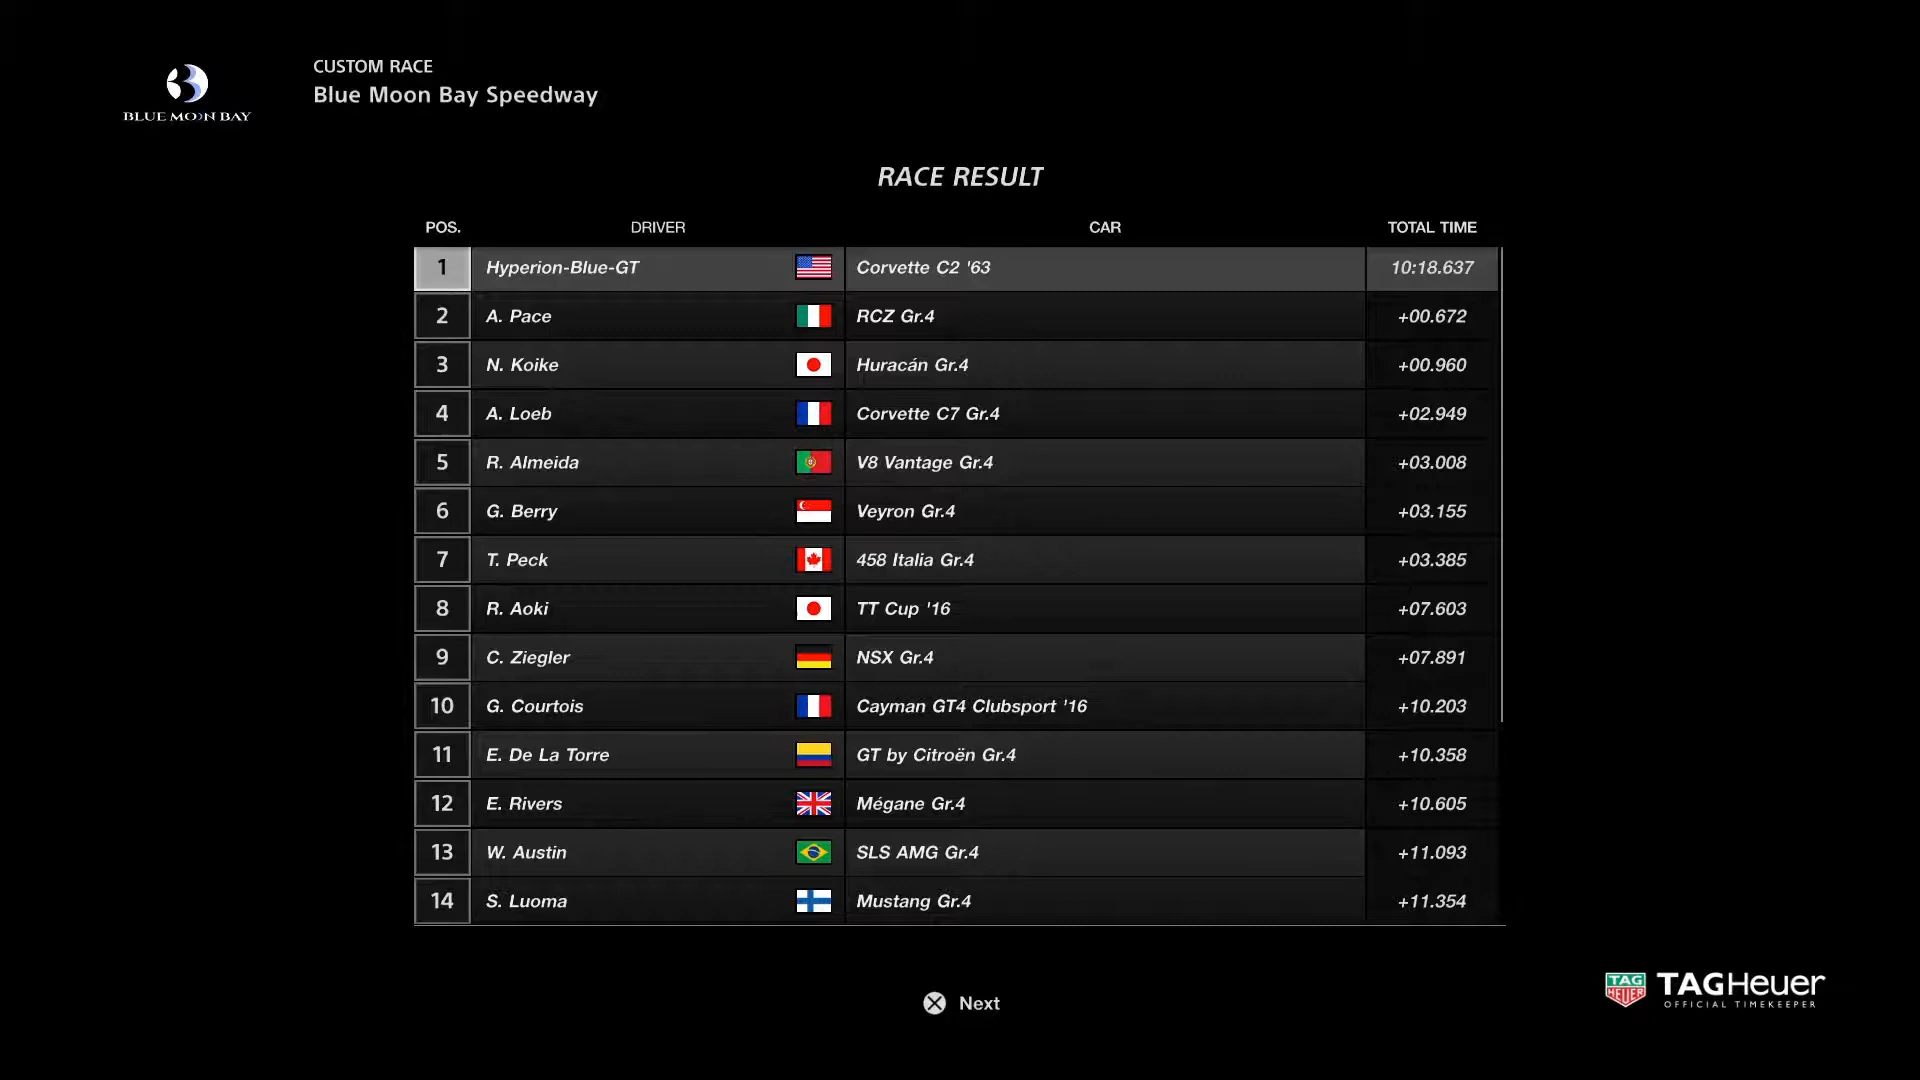 BLUE MOON BAY
CUSTOM RACE
Blue Moon Bay Speedway
RACE RESULT
POS. DRIVER CAR TOTAL TIME
1 Hyperion-Blue-GT Corvette C2 '63 10:18.637
2 A. Pace RCZ Gr.4 +00.672
3 N. Koike Huracán Gr.4 +00.960
4 A. Loeb Corvette C7 Gr.4 +02.949
5 R. Almeida V8 Vantage Gr.4 +03.008
6 G. Berry Veyron Gr.4 +03.155
7 T. Peck 458 Italia Gr.4 +03.385
8 R. Aoki TT Cup '16 +07.603
9 C. Ziegler NSX Gr.4 +07.891
10 G. Courtois Cayman GT4 Clubsport '16 +10.203
11 E. De La Torre GT by Citroën Gr.4 +10.358
12 E. Rivers Mégane Gr.4 +10.605
13 W. Austin SLS AMG Gr.4 +11.093
14 S. Luoma Mustang Gr.4 +11.354
Next
TAG HEUER
TAGHeuer
OFFICIAL TIMEKEEPER